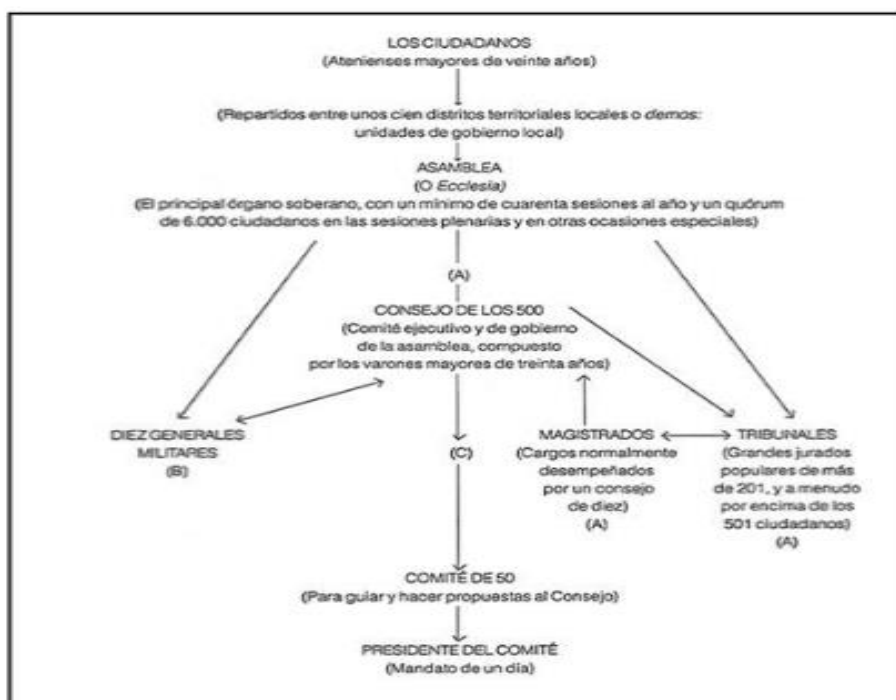 LOS CIUDADANOS
(Atenienses mayores de veinte años)
(Repartidos entre unos cien distritos territoriales locales o demos:
unidades de gobierno local)
ASAMBLEA
(O Ecclesia)
(El principal órgano soberano, con un mínimo de cuarenta sesiones al año y un quórum
de 6.000 ciudadanos en las sesiones plenarias y en otras ocasiones especiales)
(A)
CONSEJO DE LOS 500
(Comité ejecutivo y de gobierno
de la asamblea, compuesto
por los varones mayores de treinta años)
DIEZ GENERALES
MILITARES
(B)
(C)
MAGISTRADOS
(Cargos normalmente
desempeñados
por un consejo
de diez)
(A)
TRIBUNALES
(Grandes jurados
populares de más
de 201, y a menudo
por encima de los
501 ciudadanos)
(A)
COMITÉ DE 50
(Para guiar y hacer propuestas al Consejo)
PRESIDENTE DEL COMITÉ
(Mandato de un día)